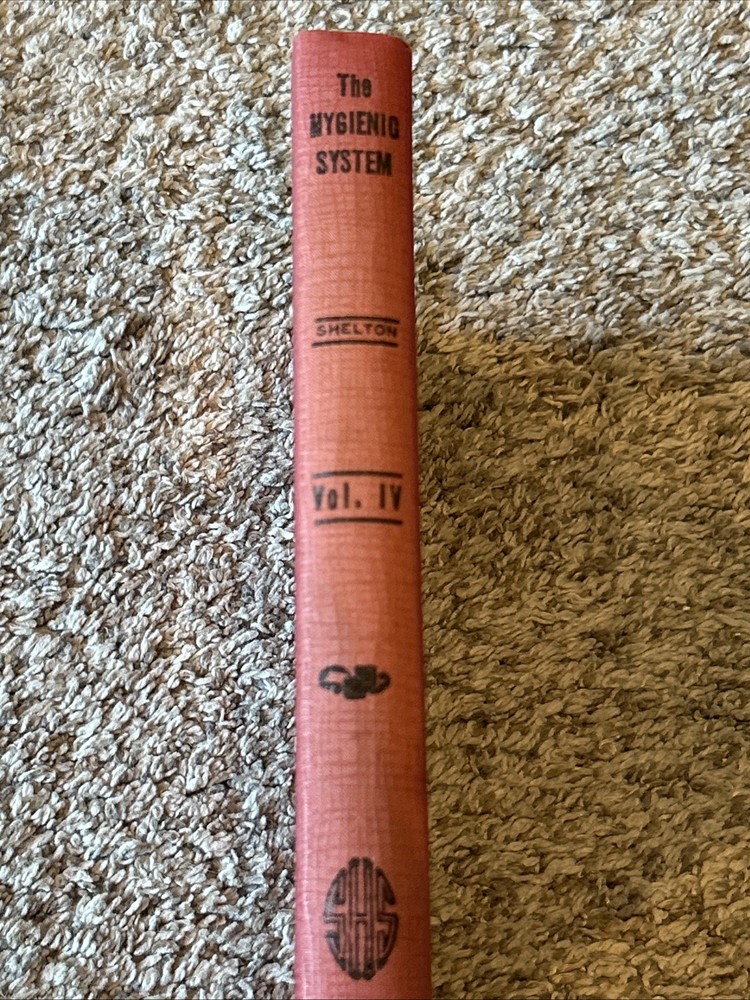 The
HYGIENIC
SYSTEM
SHELTON
Vol. IV